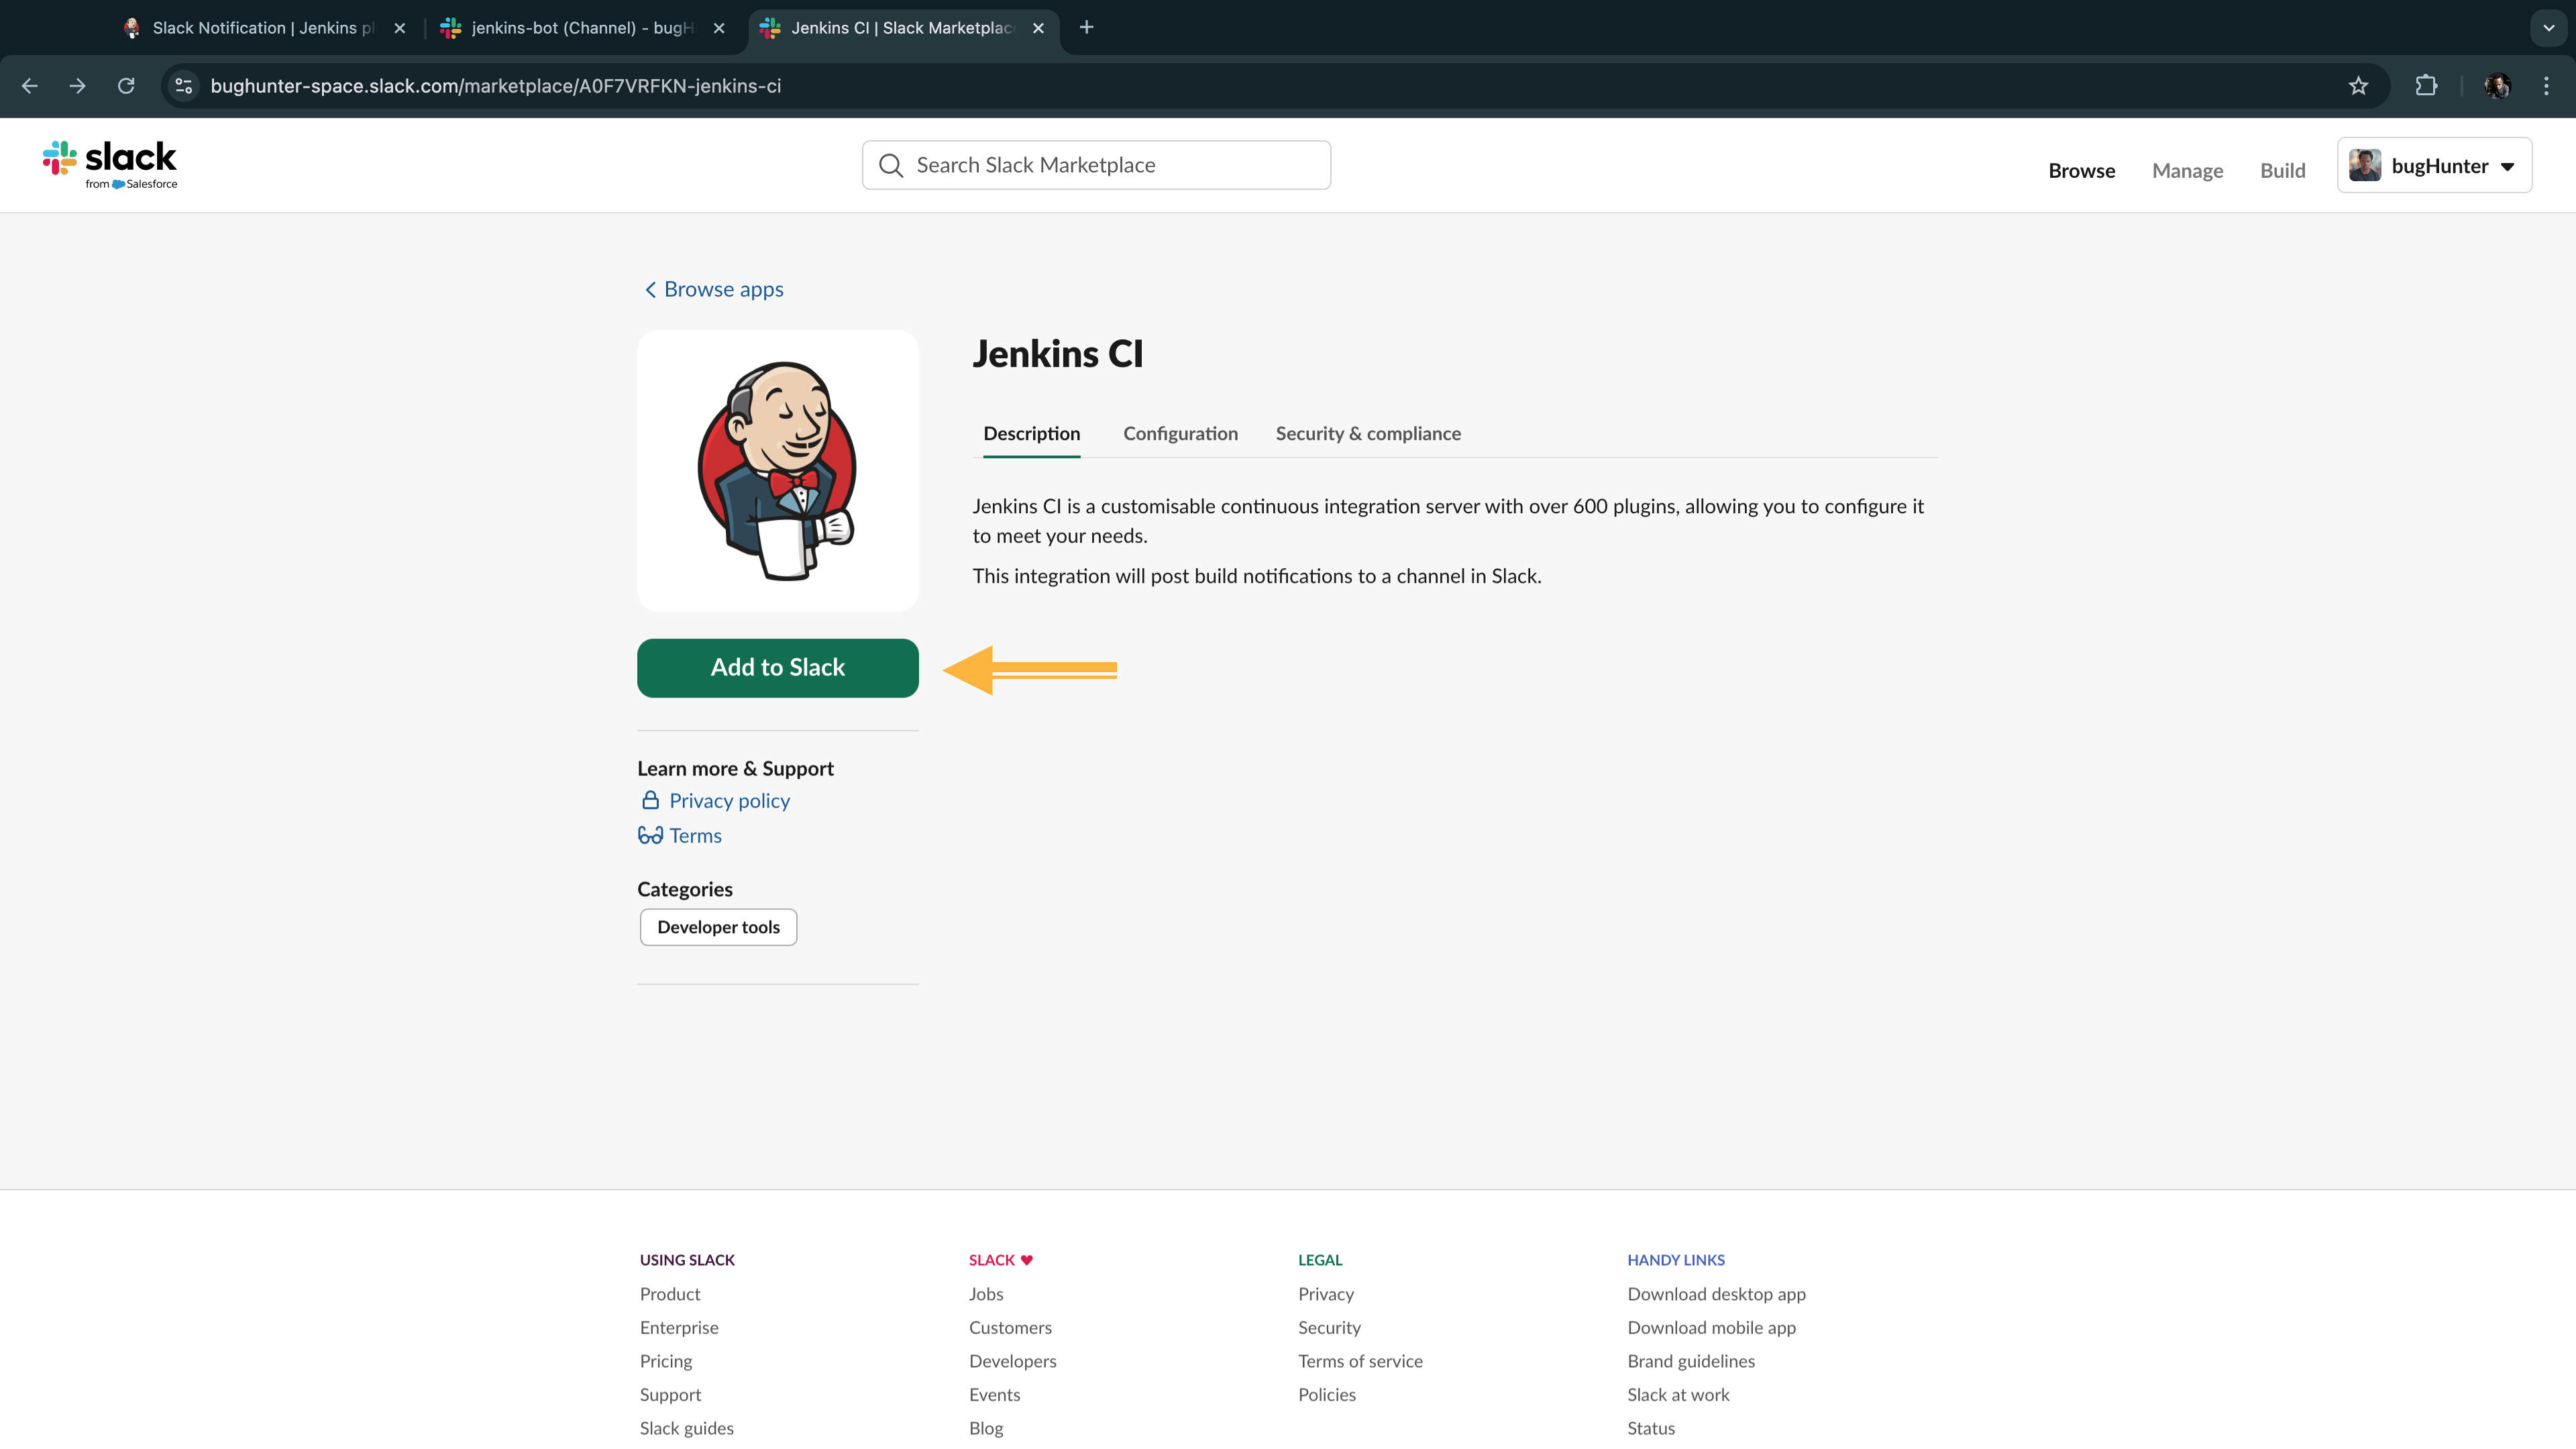 Slack Notification | Jenkins pl
jenkins-bot (Channel) - bugH
Jenkins CI | Slack Marketplac
bughunter-space.slack.com/marketplace/A0F7VRFKN-jenkins-ci
slack
from Salesforce
Search Slack Marketplace
Browse
Manage
Build
bugHunter
Browse apps
Jenkins CI
Description
Configuration
Security & compliance
Jenkins CI is a customisable continuous integration server with over 600 plugins, allowing you to configure it
to meet your needs.
This integration will post build notifications to a channel in Slack.
Add to Slack
Learn more & Support
Privacy policy
Terms
Categories
Developer tools
USING SLACK
Product
Enterprise
Pricing
Support
Slack guides
SLACK
Jobs
Customers
Developers
Events
Blog
LEGAL
Privacy
Security
Terms of service
Policies
HANDY LINKS
Download desktop app
Download mobile app
Brand guidelines
Slack at work
Status